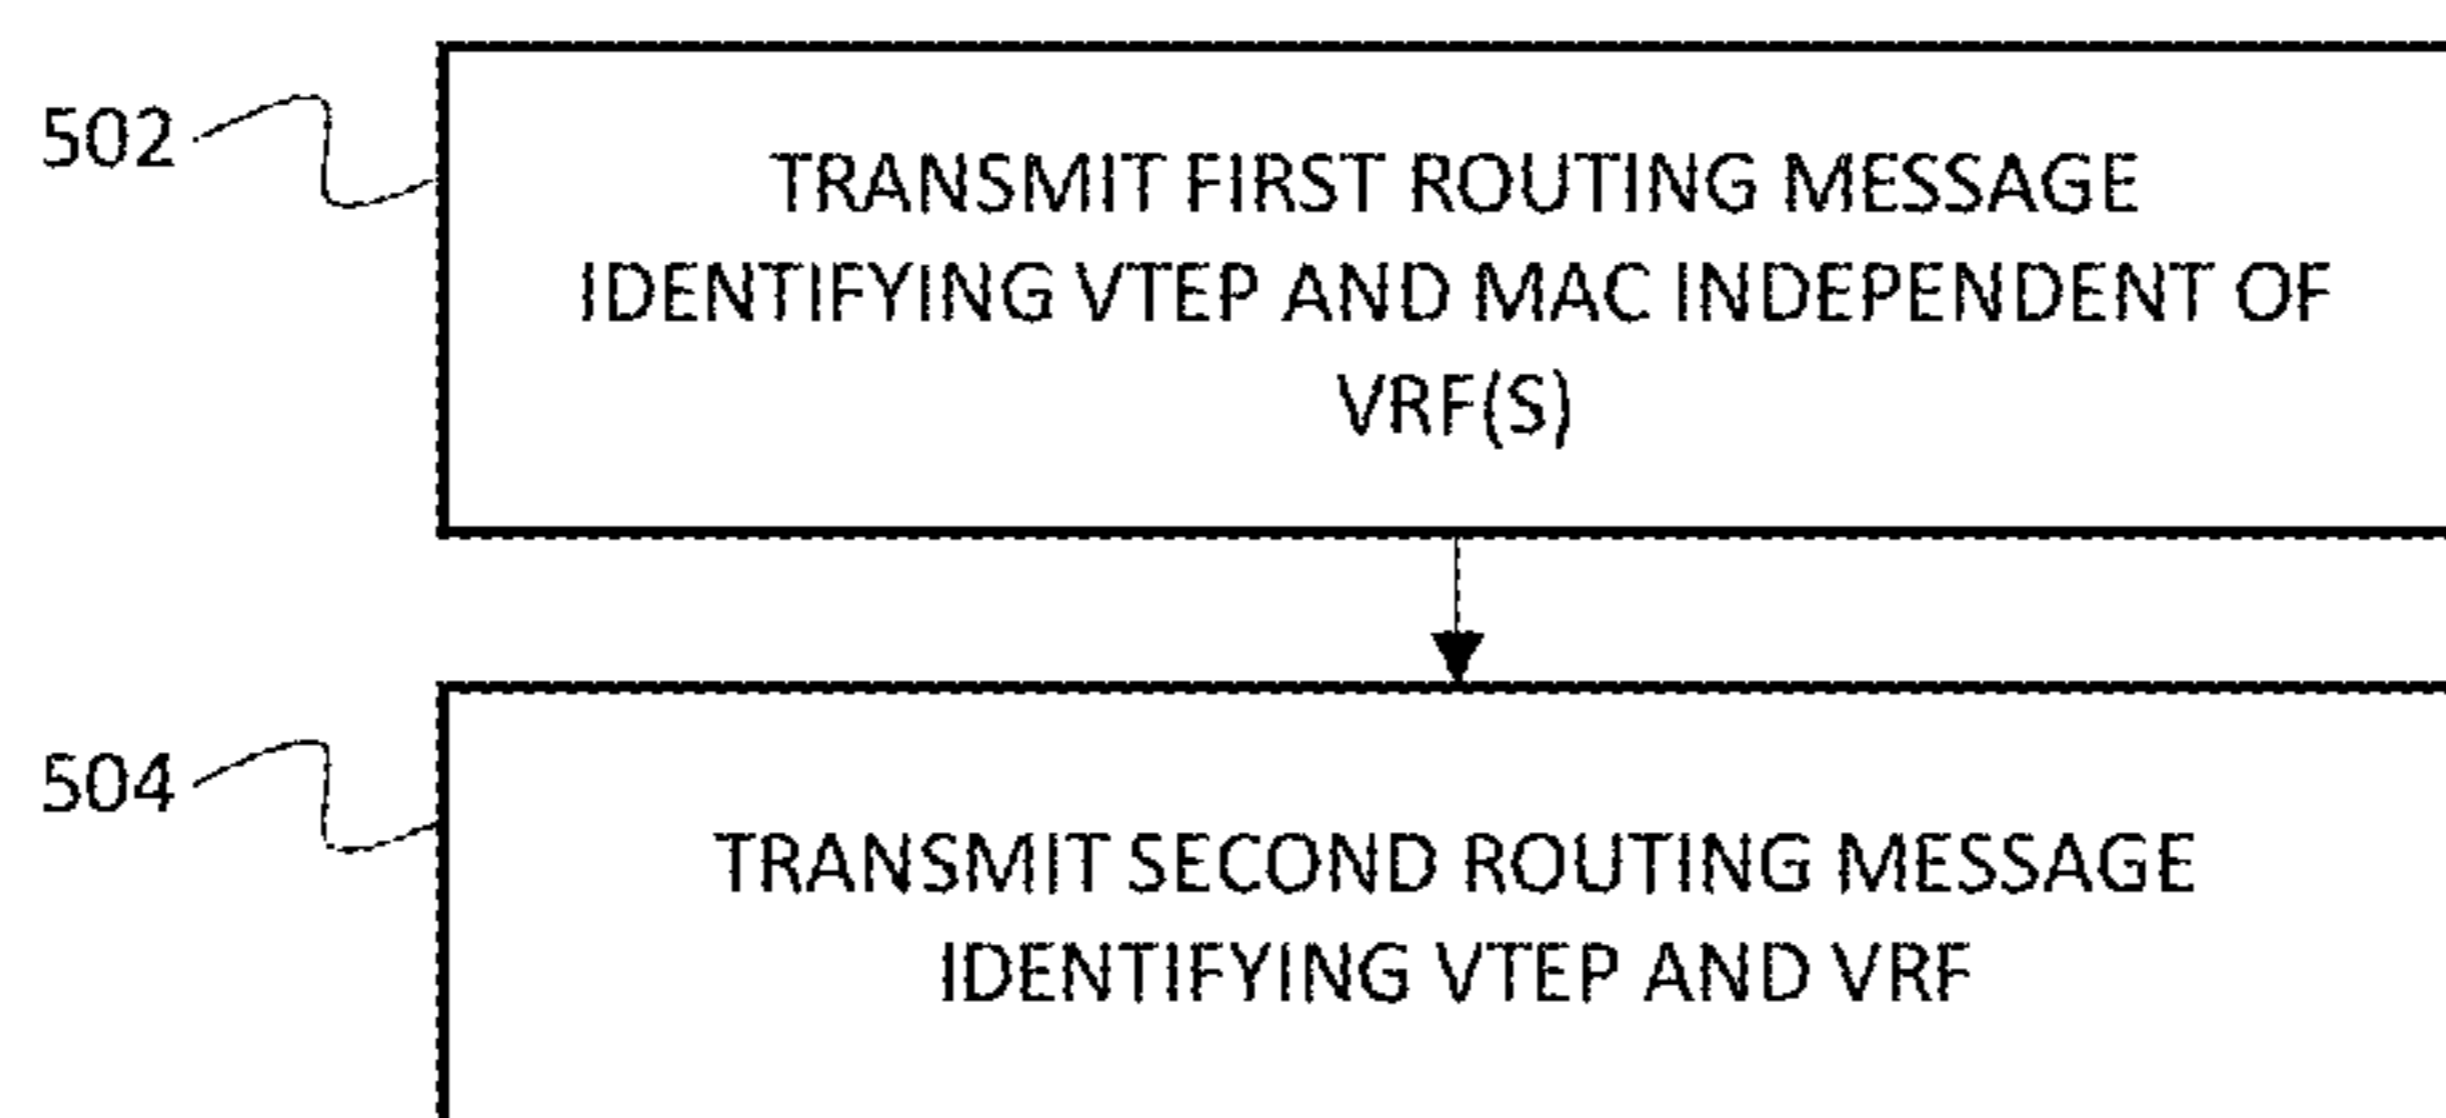 502
TRANSMIT FIRST ROUTING MESSAGE
IDENTIFYING VTEP AND MAC INDEPENDENT OF
VRF(S)
504
TRANSMIT SECOND ROUTING MESSAGE
IDENTIFYING VTEP AND VRF